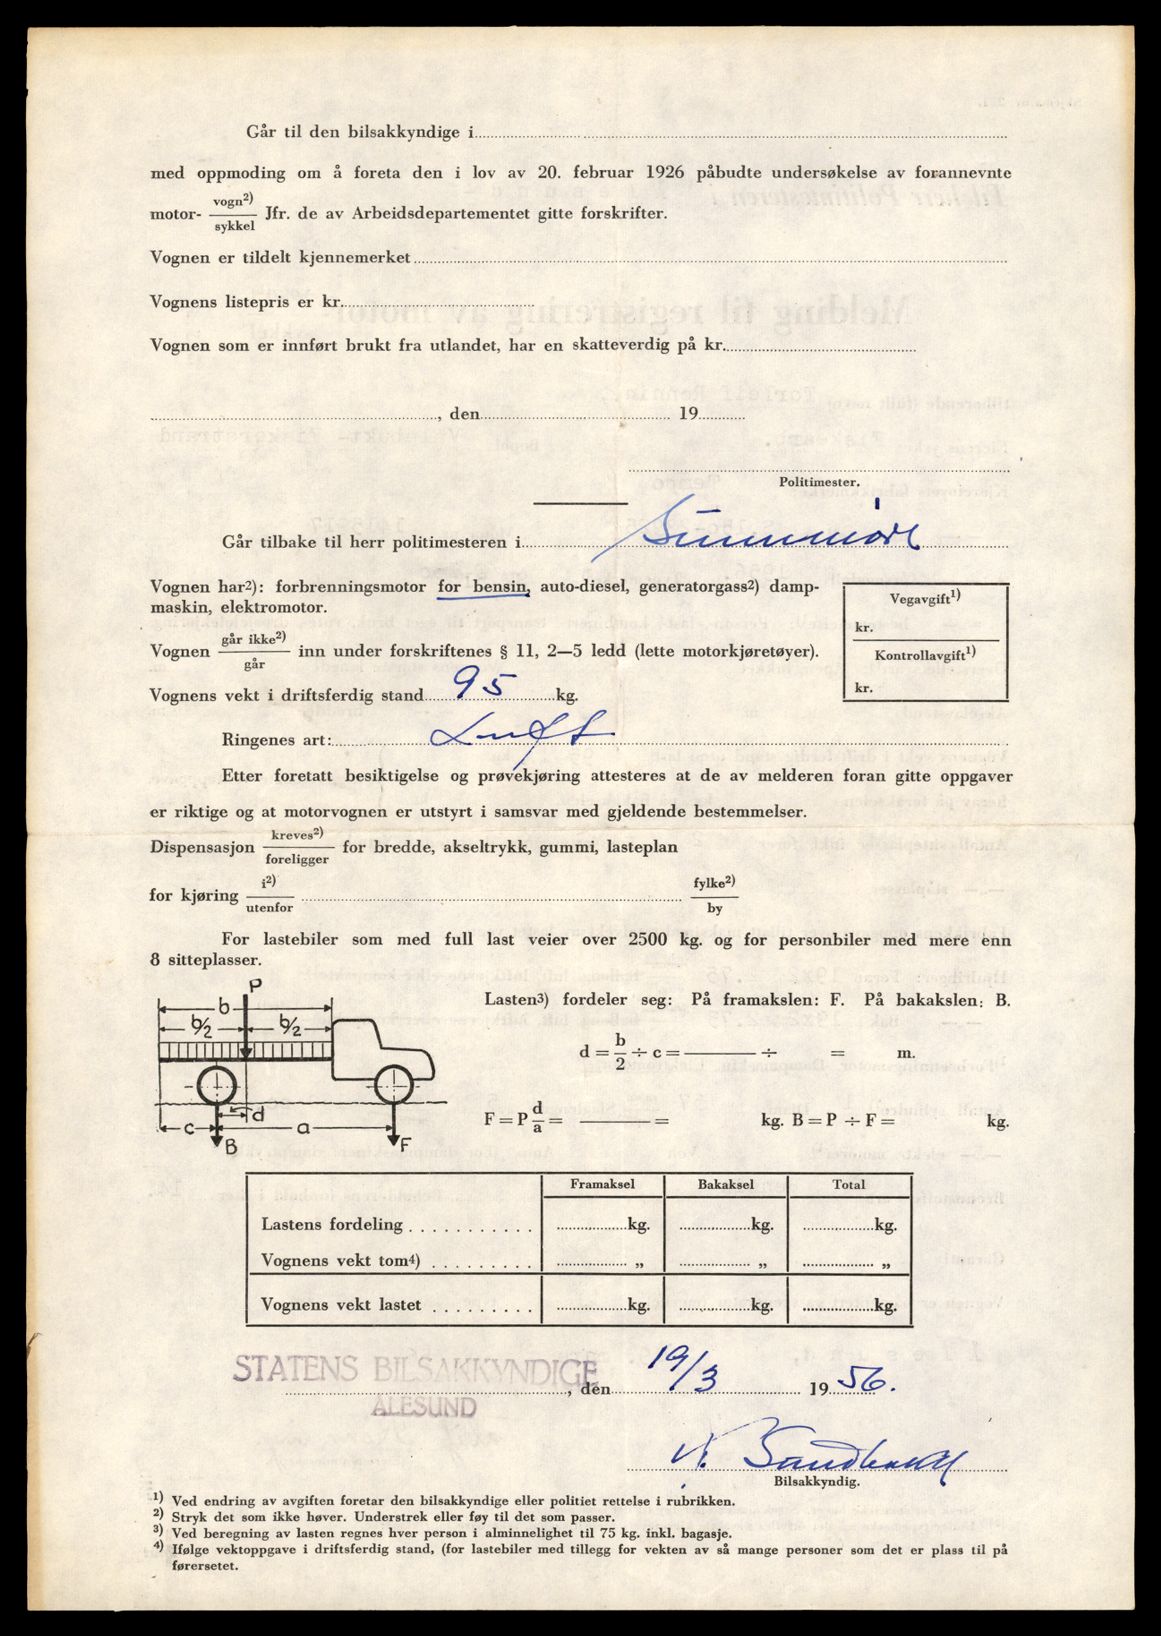 Går til den bilsakkyndige i
med oppmoding om å foreta den i lov av 20. februar 1926 påbudte undersøkelse av forannevnte
motor- vogn²) / sykkel Jfr. de av Arbeidsdepartementet gitte forskrifter.
Vognen er tildelt kjennemerket
Vognens listepris er kr.
Vognen som er innført brukt fra utlandet, har en skatteverdig på kr.
, den 19
Politimester.
Går tilbake til herr politimesteren i Sunnmøre
Vognen har²): forbrenningsmotor for bensin, auto-diesel, generatorgass²) damp-
maskin, elektromotor.
Vegavgift¹)
kr.
Kontrollavgift¹)
kr.
Vognen går ikke²) / går inn under forskriftenes § 11, 2—5 ledd (lette motorkjøretøyer).
Vognens vekt i driftsferdig stand 95 kg.
Ringenes art: Luft
Etter foretatt besiktigelse og prøvekjøring attesteres at de av melderen foran gitte oppgaver
er riktige og at motorvognen er utstyrt i samsvar med gjeldende bestemmelser.
Dispensasjon kreves²) / foreligger for bredde, akseltrykk, gummi, lasteplan
for kjøring i²) / utenfor fylke²) / by
For lastebiler som med full last veier over 2500 kg. og for personbiler med mere enn
8 sitteplasser.
P
b
b/2 b/2
d
c a
B F
Lasten³) fordeler seg: På framakslen: F. På bakakslen: B.
d = b/2 ÷ c = ÷ = m.
F = P d/a = = kg. B = P ÷ F = kg.
Framaksel Bakaksel Total
Lastens fordeling kg. kg. kg.
Vognens vekt tom⁴) „ „ „
Vognens vekt lastet kg. kg. kg.
STATENS BILSAKKYNDIGE
ÅLESUND
, den 19/3 1956.
Bilsakkyndig.
¹) Ved endring av avgiften foretar den bilsakkyndige eller politiet rettelse i rubrikken.
²) Stryk det som ikke høver. Understrek eller føy til det som passer.
³) Ved beregning av lasten regnes hver person i alminnelighet til 75 kg. inkl. bagasje.
⁴) Ifølge vektoppgave i driftsferdig stand, (for lastebiler med tillegg for vekten av så mange personer som det er plass til på
førersetet.